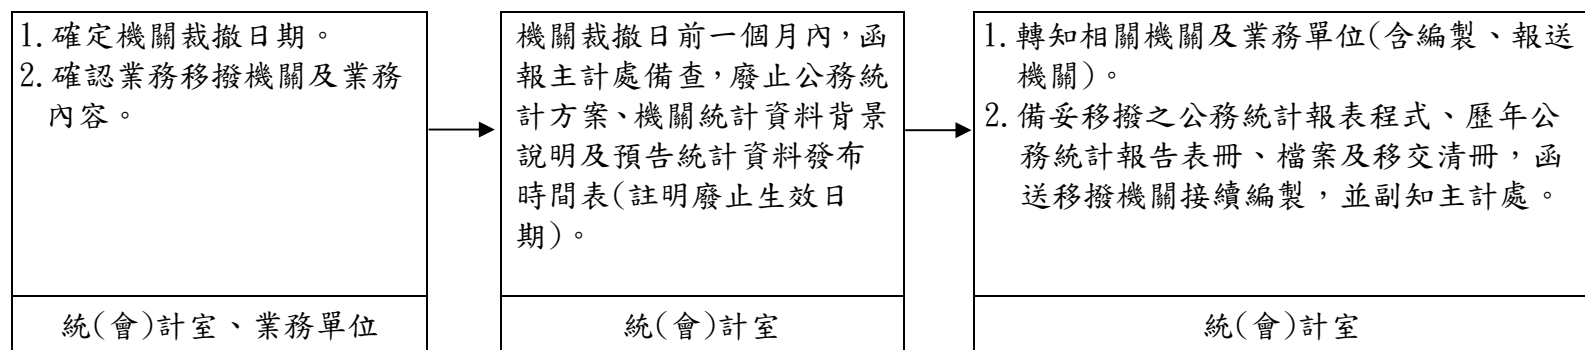 1.確定機關裁撤日期。
2.確認業務移撥機關及業務
內容。
統(會)計室、業務單位
機關裁撤日前一個月內，函
報主計處備查，廢止公務統
計方案、機關統計資料背景
說明及預告統計資料發布
時間表(註明廢止生效日
期)。
統(會)計室
1.轉知相關機關及業務單位(含編製、報送
機關)。
2.備妥移撥之公務統計報表程式、歷年公
務統計報告表冊、檔案及移交清冊，函
送移撥機關接續編製，並副知主計處。
統(會)計室